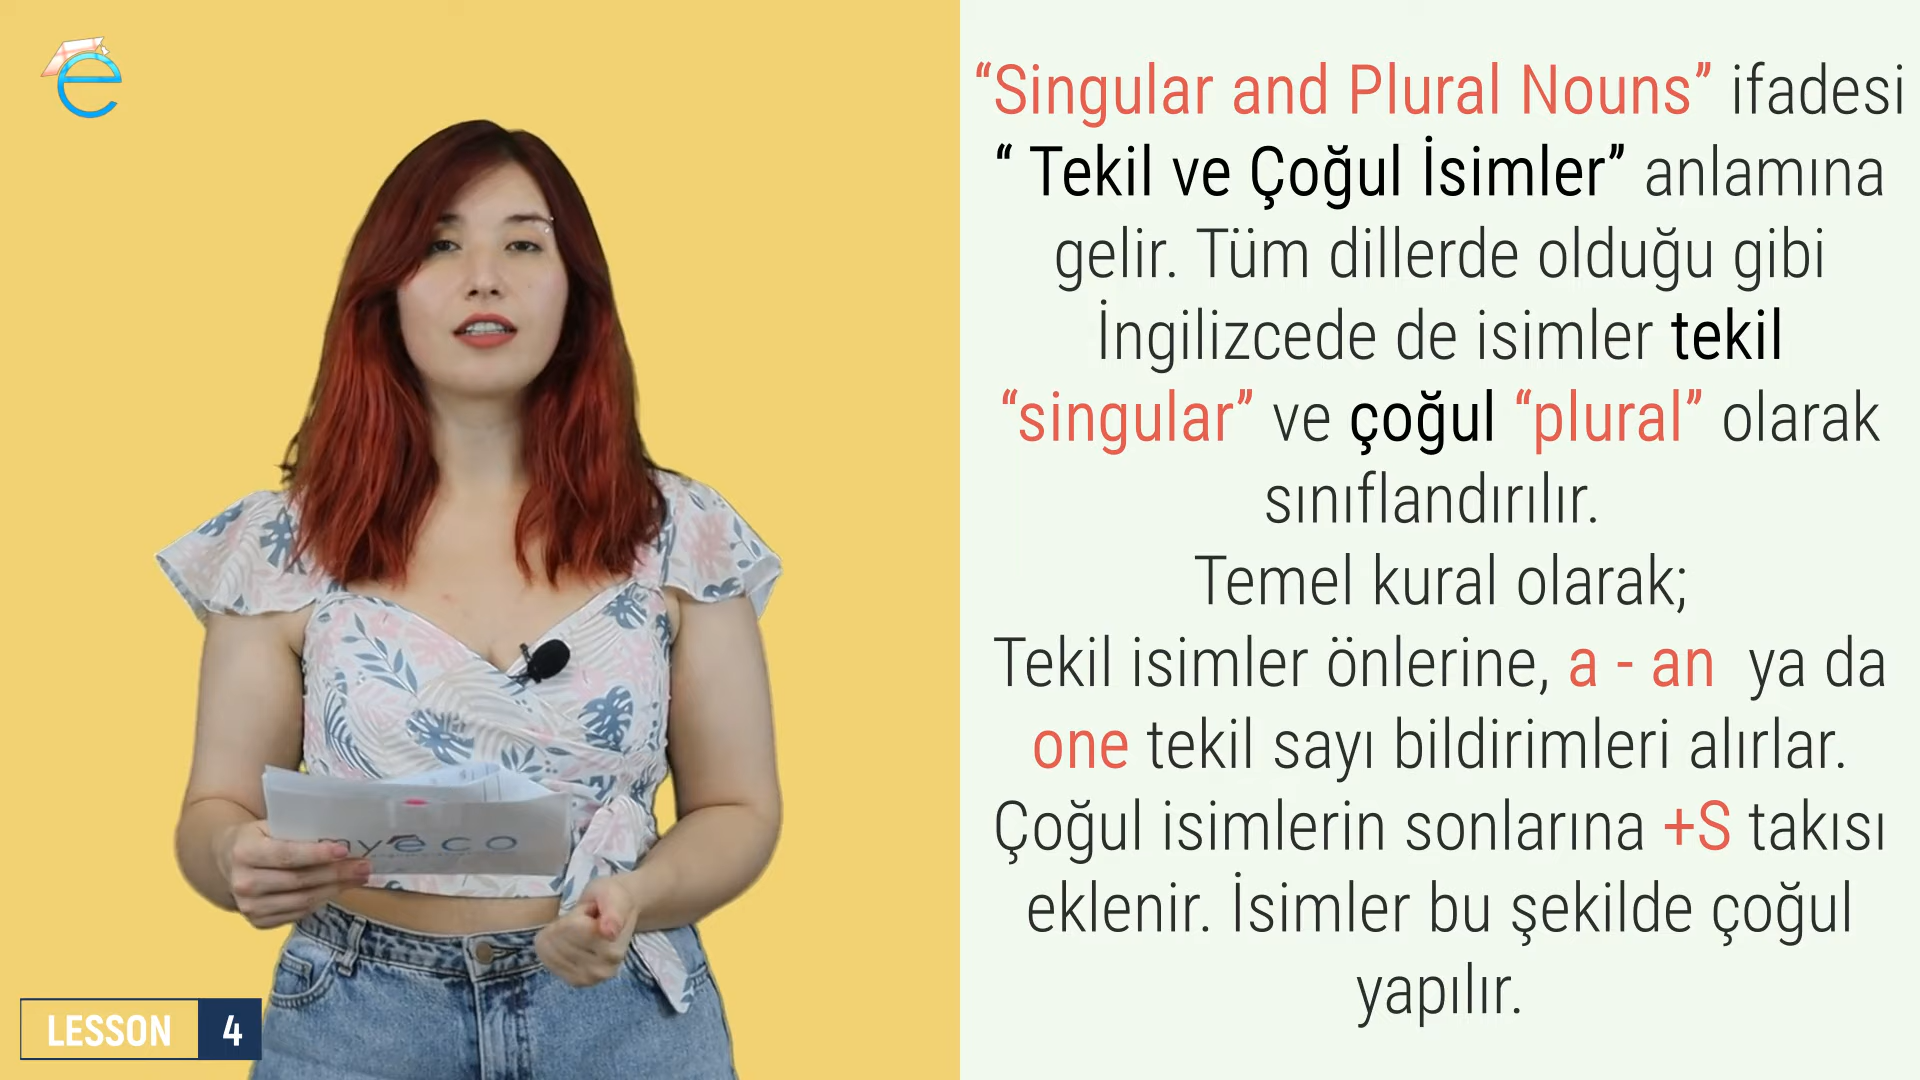 “Singular and Plural Nouns” ifadesi
“ Tekil ve Çoğul İsimler” anlamına
gelir. Tüm dillerde olduğu gibi
İngilizcede de isimler tekil
“singular” ve çoğul “plural” olarak
sınıflandırılır.
Temel kural olarak;
Tekil isimler önlerine, a - an ya da
one tekil sayı bildirimleri alırlar.
Çoğul isimlerin sonlarına +S takısı
eklenir. İsimler bu şekilde çoğul
yapılır.
myeco
LESSON 4